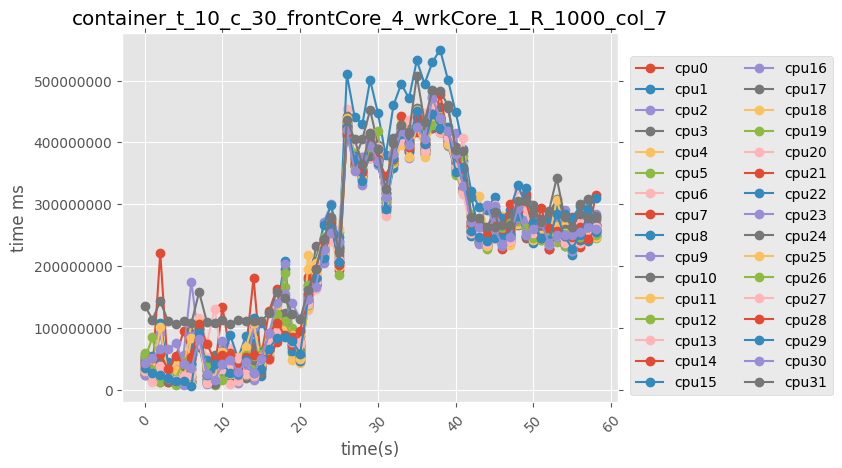 container_t_10_c_30_frontCore_4_wrkCore_1_R_1000_col_7
500000000
400000000
300000000
200000000
100000000
0
time ms
0
10
20
30
40
50
60
time(s)
cpu0
cpu1
cpu2
cpu3
cpu4
cpu5
cpu6
cpu7
cpu8
cpu9
cpu10
cpu11
cpu12
cpu13
cpu14
cpu15
cpu16
cpu17
cpu18
cpu19
cpu20
cpu21
cpu22
cpu23
cpu24
cpu25
cpu26
cpu27
cpu28
cpu29
cpu30
cpu31